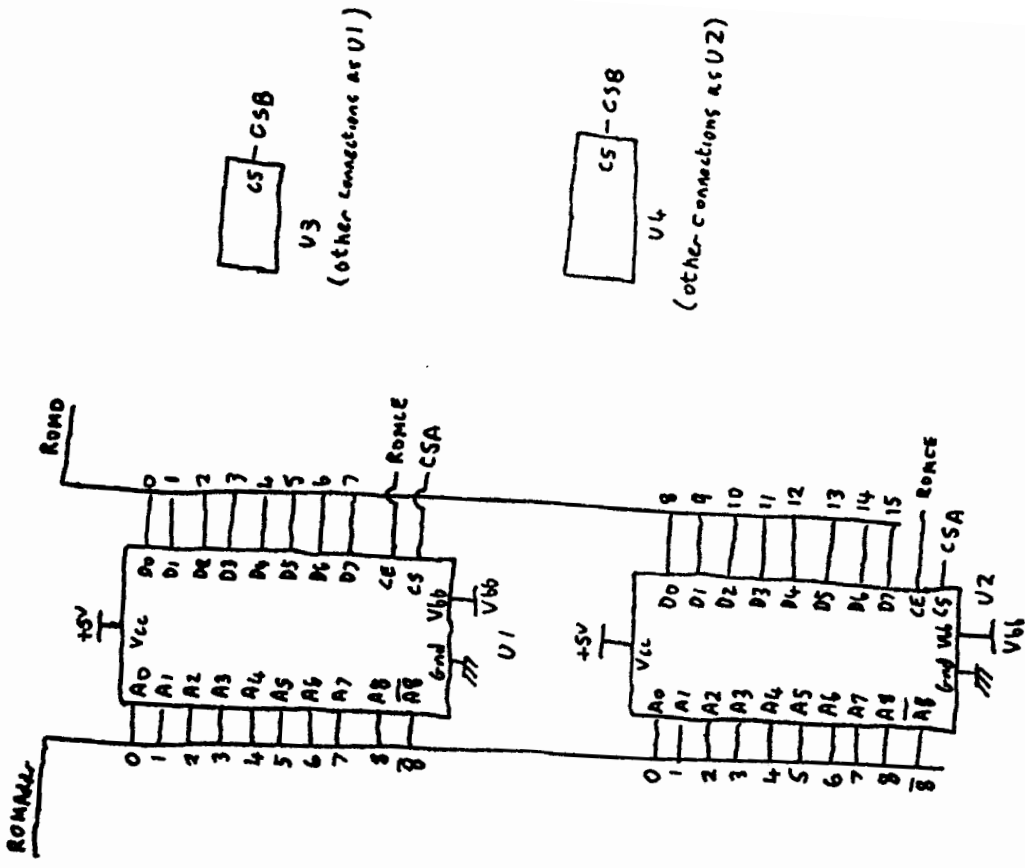 ROMAddr
ROMD
+5V
Vcc
0 A0 D0 0
1 A1 D1 1
2 A2 D2 2
3 A3 D3 3
4 A4 D4 4
5 A5 D5 5
6 A6 D6 6
7 A7 D7 7
8 A8 CE ROMCE
8̅ A̅8̅ CS CSA
Gnd Vbb
Vbb
U1
+5V
Vcc
0 A0 D0 8
1 A1 D1 9
2 A2 D2 10
3 A3 D3 11
4 A4 D4 12
5 A5 D5 13
6 A6 D6 14
7 A7 D7 15
8 A8 CE ROMCE
8̅ A̅8̅ CS CSA
Gnd Vbb
Vbb
U2
CS CSB
U3
(other connections as U1)
CS CSB
U4
(other connections as U2)